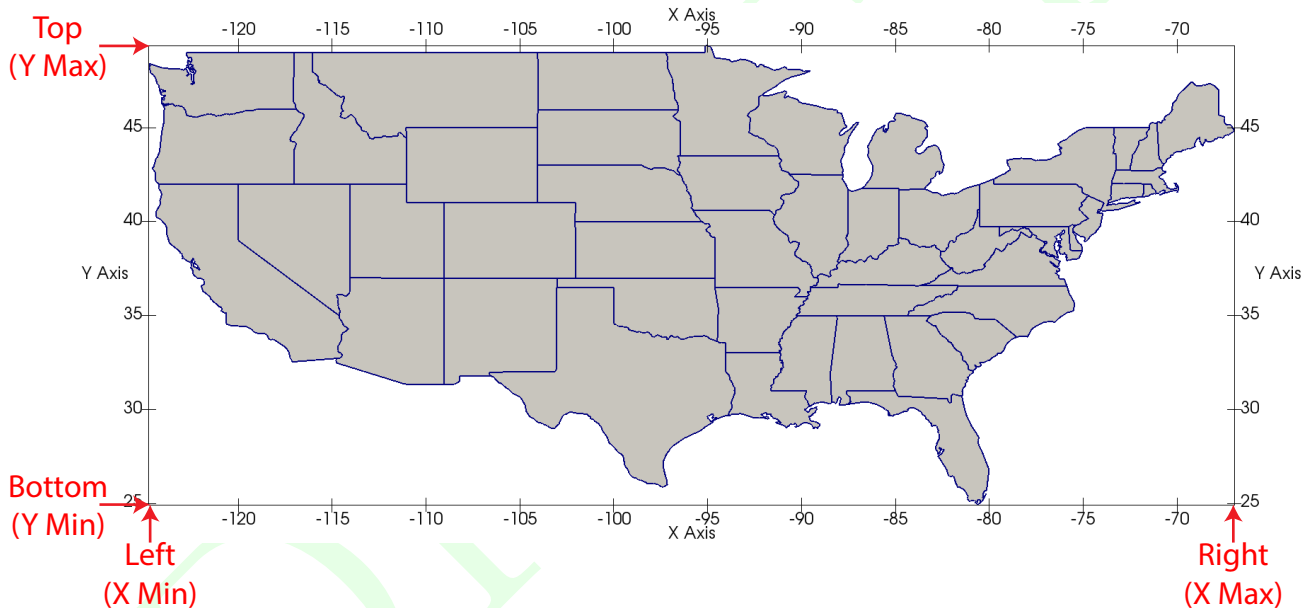 X Axis
Top
(Y Max)
-120 -115 -110 -105 -100 -95 -90 -85 -80 -75 -70
45 45
40 40
Y Axis Y Axis
35 35
30 30
Bottom
(Y Min)
25 25
-120 -115 -110 -105 -100 -95 -90 -85 -80 -75 -70
X Axis
Left
(X Min)
Right
(X Max)